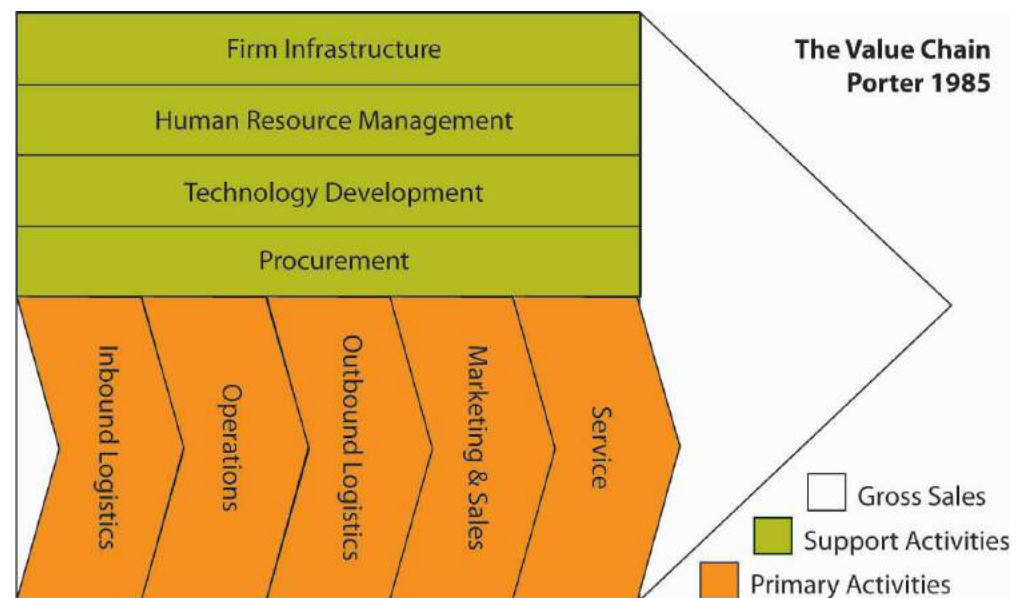 The Value Chain
Porter 1985
Firm Infrastructure
Human Resource Management
Technology Development
Procurement
Inbound Logistics
Operations
Outbound Logistics
Marketing & Sales
Service
Gross Sales
Support Activities
Primary Activities